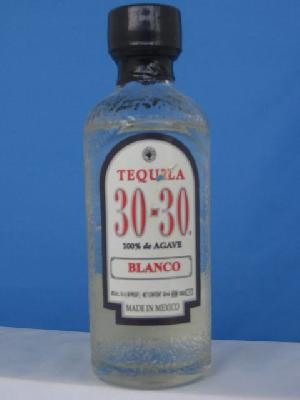 TEQUILA
30-30
100% de AGAVE
BLANCO
MADE IN MEXICO